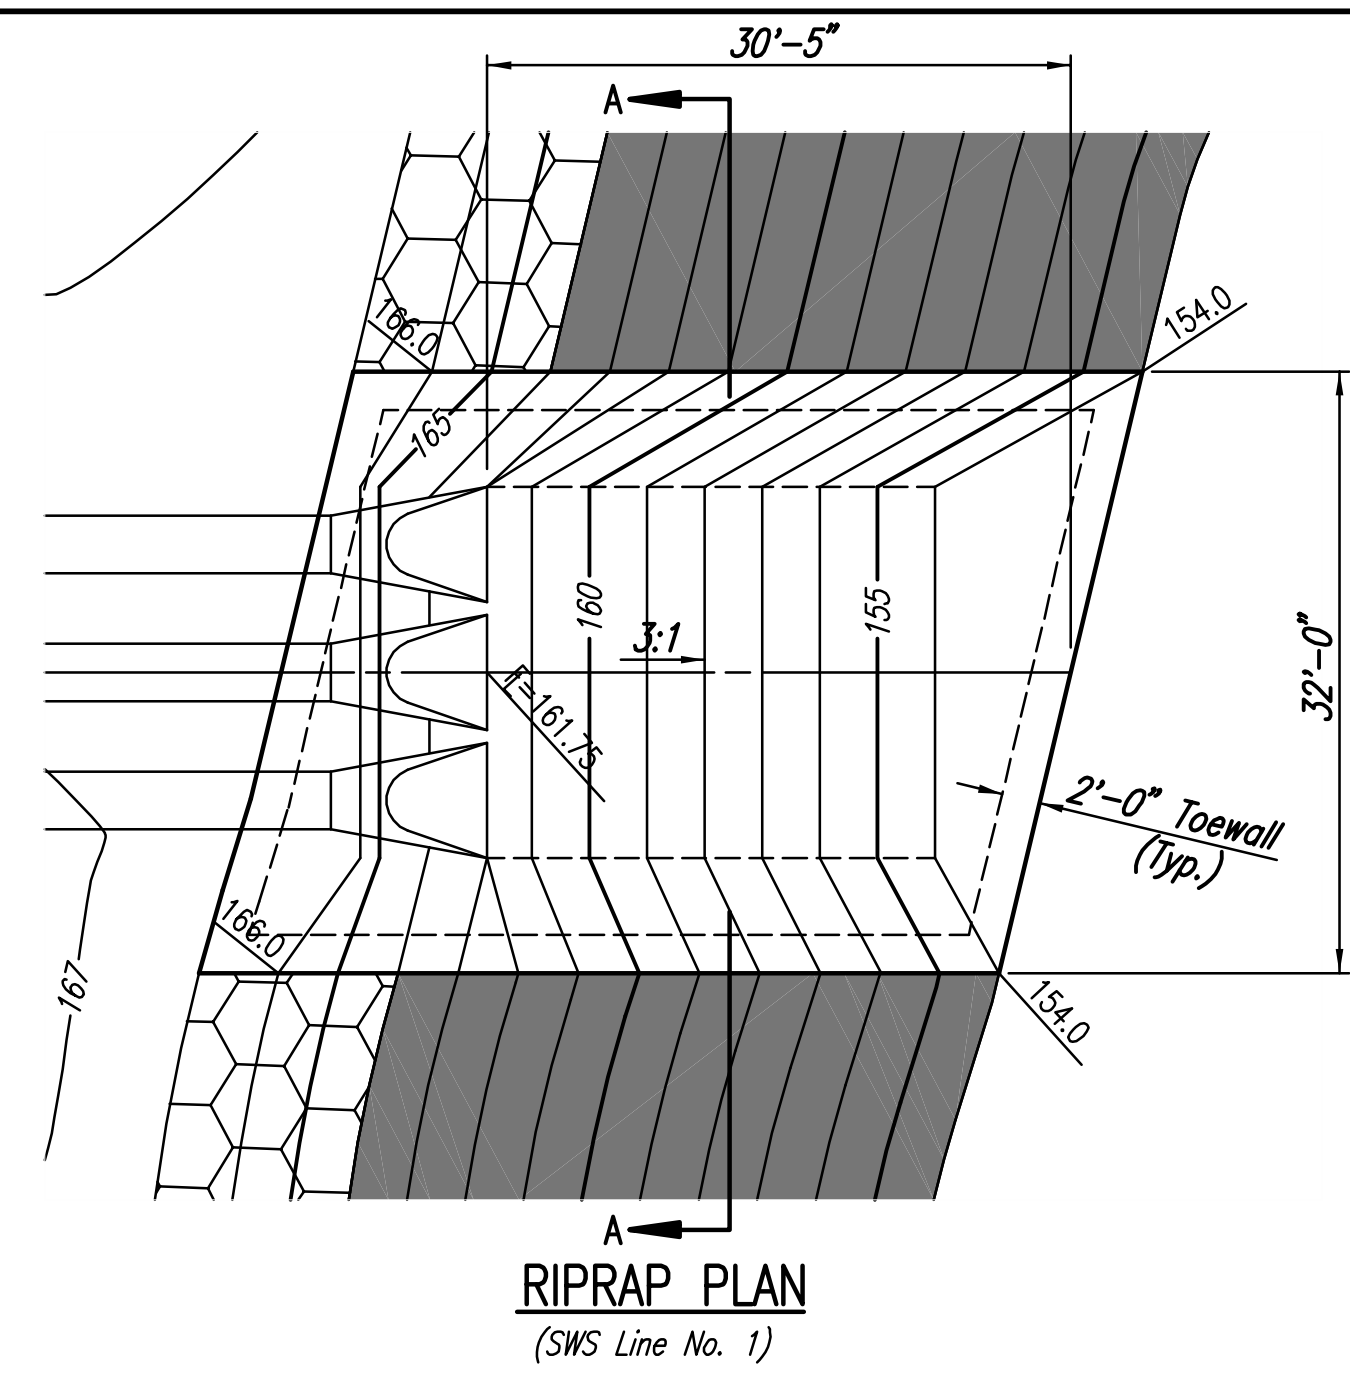 30'-5"
A
166.0
154.0
165
160
155
3:1
32'-0"
=161.75
2'-0" Toewall
(Typ.)
166.0
167
154.0
A
RIPRAP PLAN
(SWS Line No. 1)